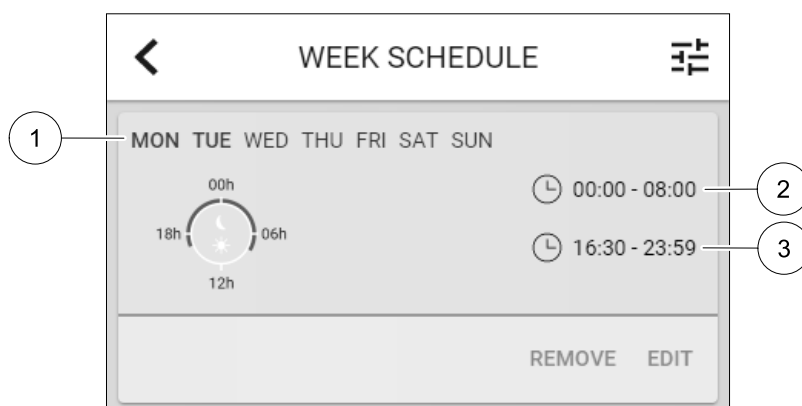 WEEK SCHEDULE
1
MON TUE WED THU FRI SAT SUN
00h
18h 06h
12h
00:00 - 08:00
2
16:30 - 23:59
3
REMOVE EDIT